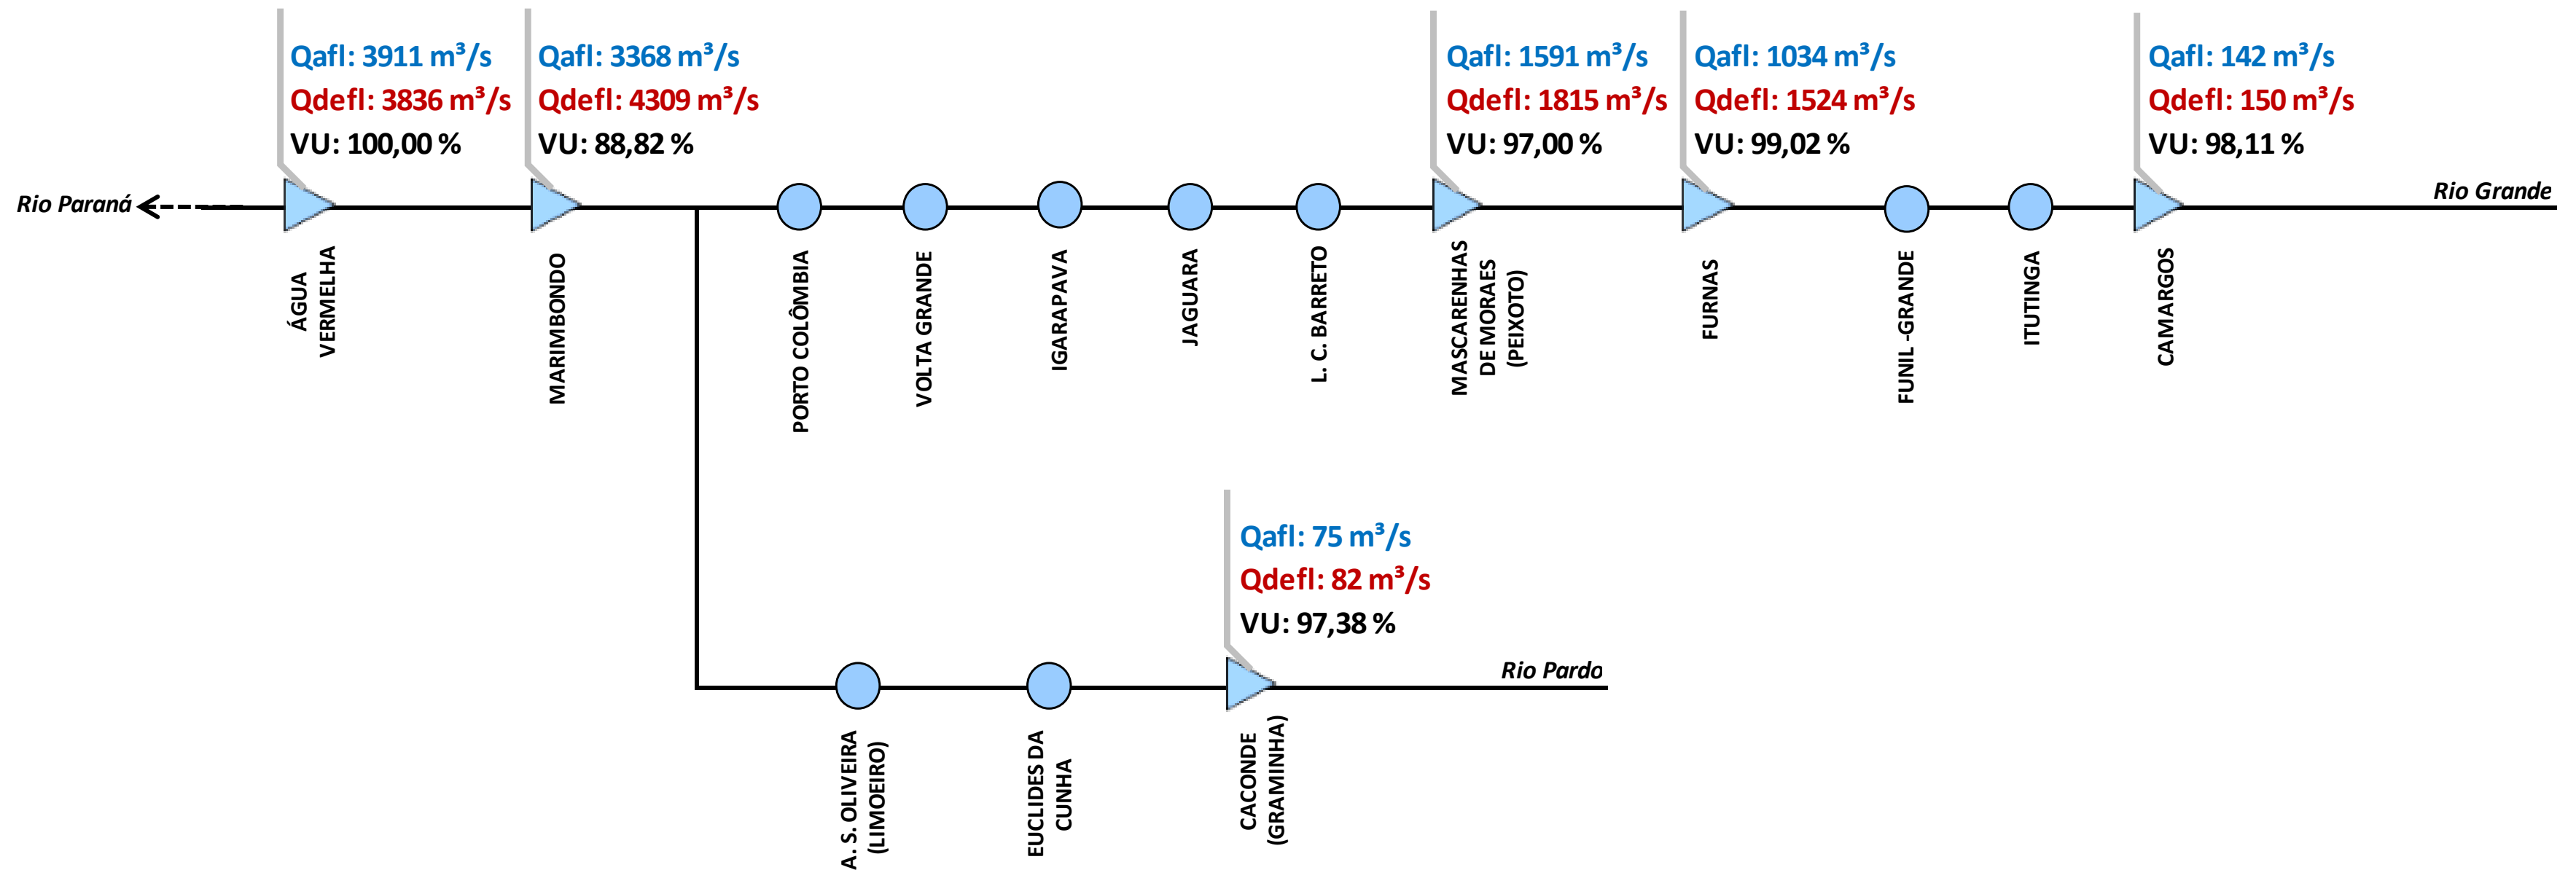 Qafl: 3911 m³/s
Qdefl: 3836 m³/s
VU: 100,00 %
Qafl: 3368 m³/s
Qdefl: 4309 m³/s
VU: 88,82 %
Qafl: 1591 m³/s
Qdefl: 1815 m³/s
VU: 97,00 %
Qafl: 1034 m³/s
Qdefl: 1524 m³/s
VU: 99,02 %
Qafl: 142 m³/s
Qdefl: 150 m³/s
VU: 98,11 %
Rio Paraná
Rio Grande
ÁGUA
VERMELHA
MARIMBONDO
PORTO COLÔMBIA
VOLTA GRANDE
IGARAPAVA
JAGUARA
L. C. BARRETO
MASCARENHAS
DE MORAES
(PEIXOTO)
FURNAS
FUNIL -GRANDE
ITUTINGA
CAMARGOS
Qafl: 75 m³/s
Qdefl: 82 m³/s
VU: 97,38 %
Rio Pardo
A. S. OLIVEIRA
(LIMOEIRO)
EUCLIDES DA
CUNHA
CACONDE
(GRAMINHA)